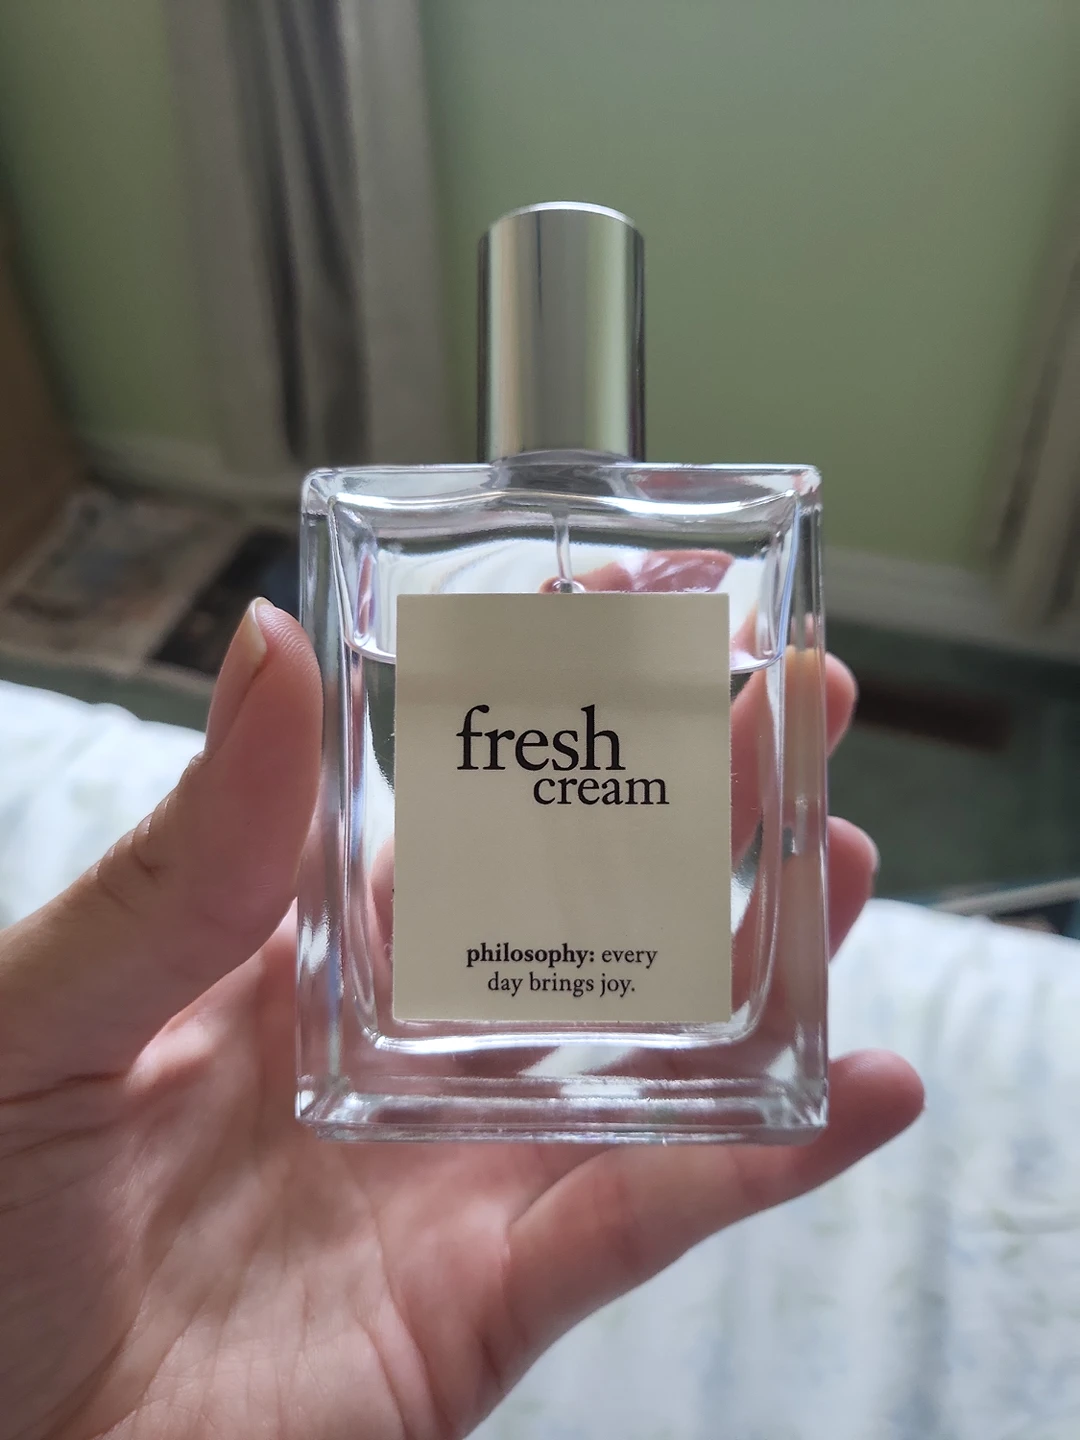 fresh
cream
philosophy: every
day brings joy.